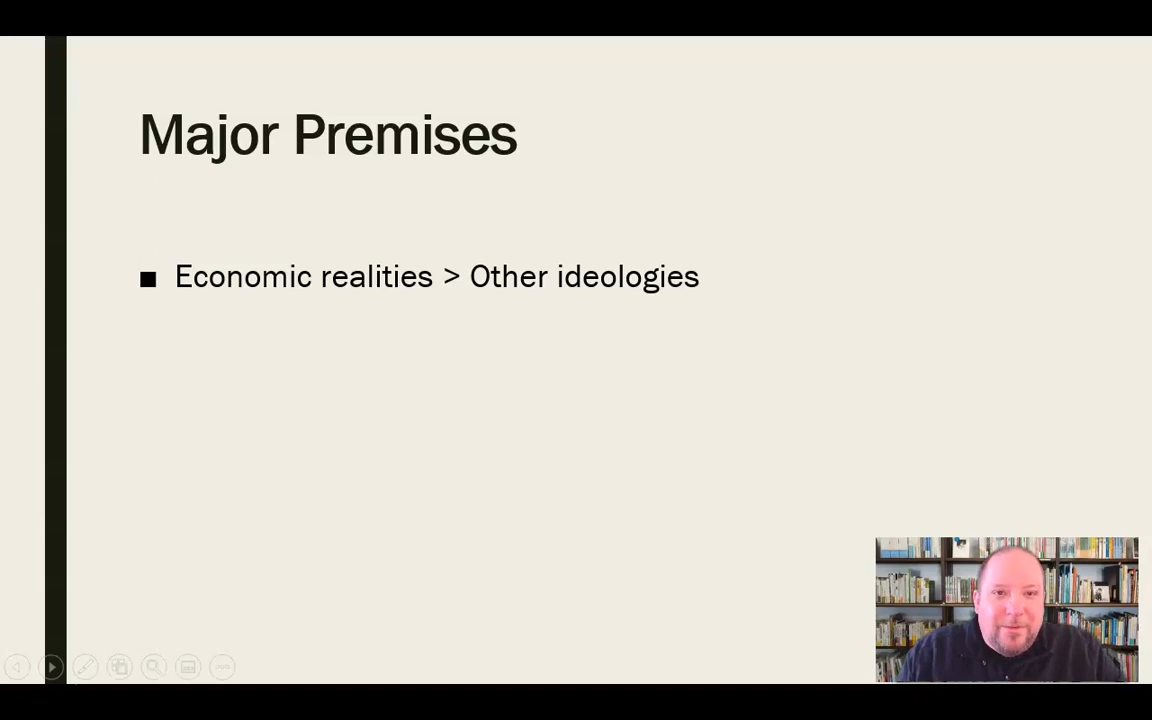 Major Premises
■ Economic realities > Other ideologies